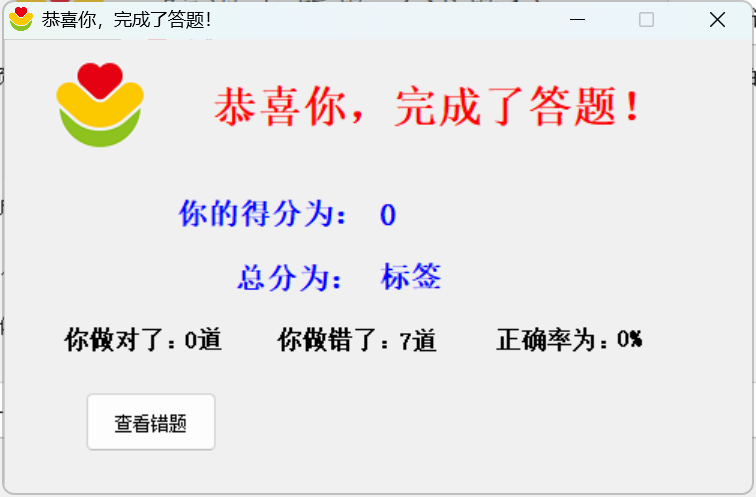 恭喜你，完成了答题！
恭喜你，完成了答题！
你的得分为： 0
总分为： 标签
你做对了：0道 你做错了：7道 正确率为：0%
查看错题